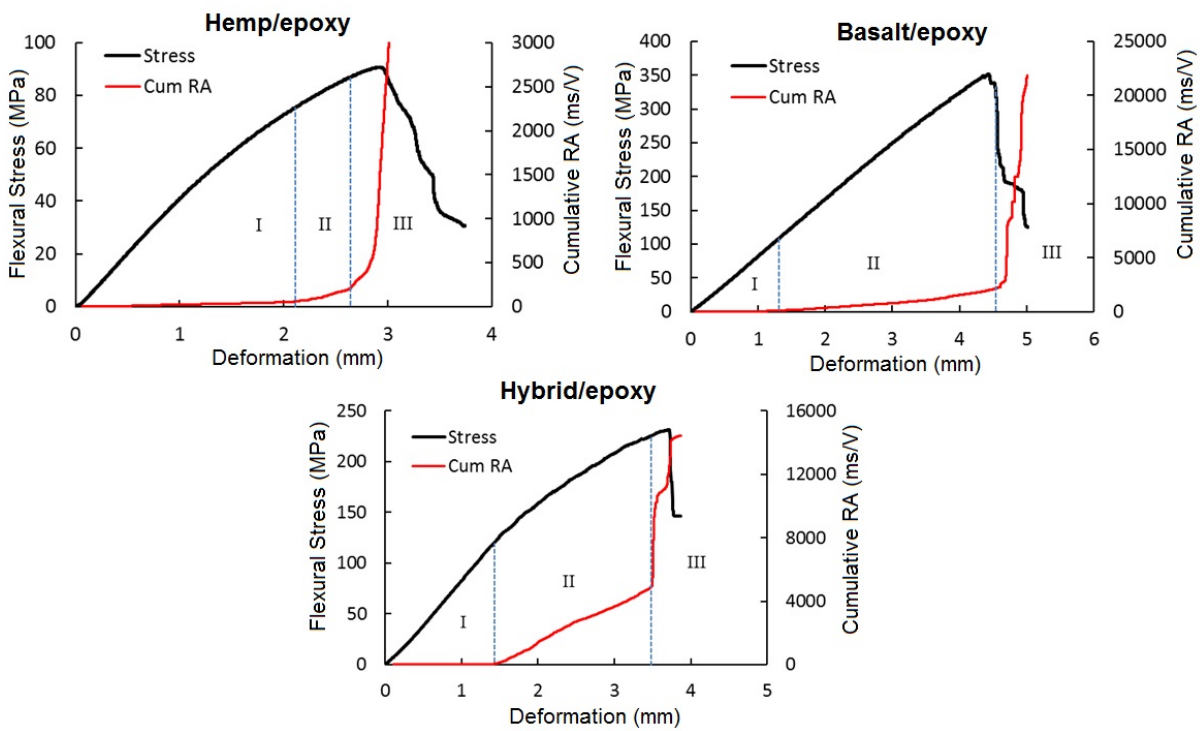 Hemp/epoxy
Flexural Stress (MPa)
100
80
60
40
20
0
Stress
Cum RA
I
II
III
3000
2500
2000
1500
1000
500
0
Cumulative RA (ms/V)
0 1 2 3 4
Deformation (mm)
Basalt/epoxy
Flexural Stress (MPa)
400
350
300
250
200
150
100
50
0
Stress
Cum RA
I
II
III
25000
20000
15000
10000
5000
0
Cumulative RA (ms/V)
0 1 2 3 4 5 6
Deformation (mm)
Hybrid/epoxy
Flexural Stress (MPa)
250
200
150
100
50
0
Stress
Cum RA
I
II
III
16000
12000
8000
4000
0
Cumulative RA (ms/V)
0 1 2 3 4 5
Deformation (mm)